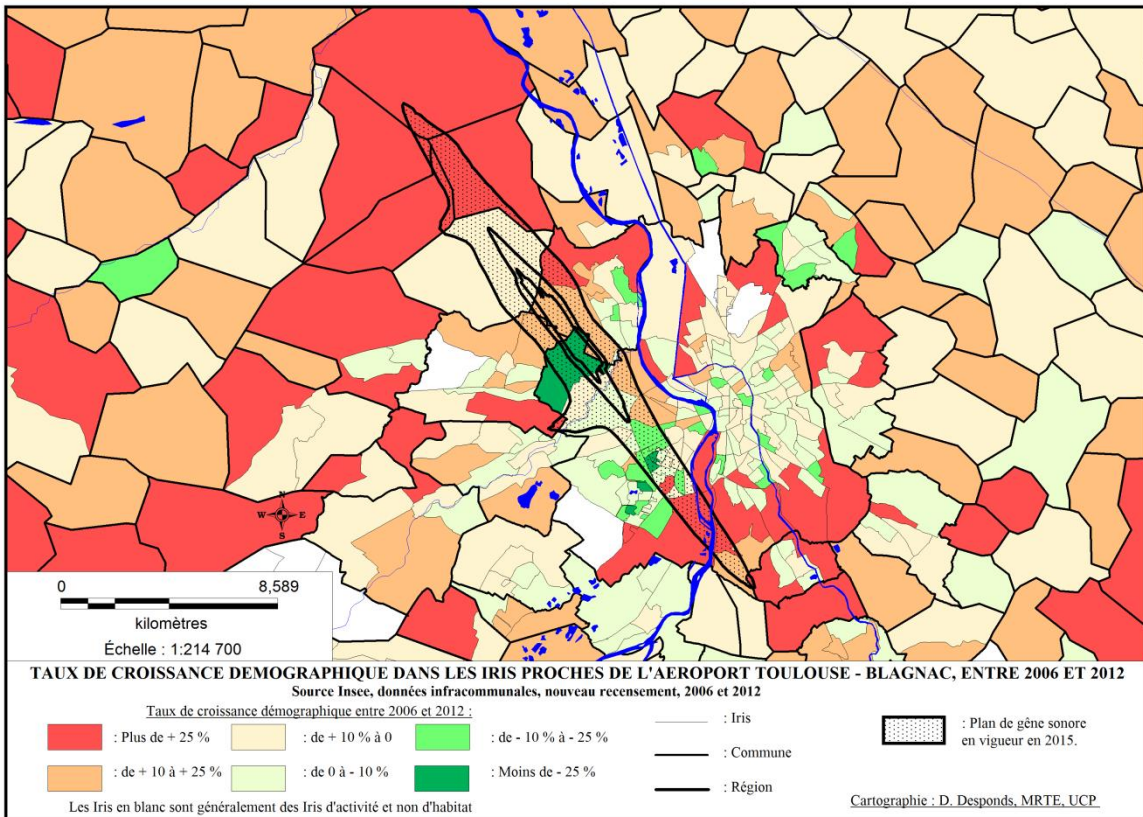 N
W E
S
0 8,589
kilomètres
Échelle : 1:214 700
TAUX DE CROISSANCE DEMOGRAPHIQUE DANS LES IRIS PROCHES DE L'AEROPORT TOULOUSE - BLAGNAC, ENTRE 2006 ET 2012
Source Insee, données infracommunales, nouveau recensement, 2006 et 2012
Taux de croissance démographique entre 2006 et 2012 :
: Plus de + 25 %
: de + 10 % à 0
: de - 10 % à - 25 %
: de + 10 à + 25 %
: de 0 à - 10 %
: Moins de - 25 %
Les Iris en blanc sont généralement des Iris d'activité et non d'habitat
: Iris
: Commune
: Région
: Plan de gêne sonore
en vigueur en 2015.
Cartographie : D. Desponds, MRTE, UCP